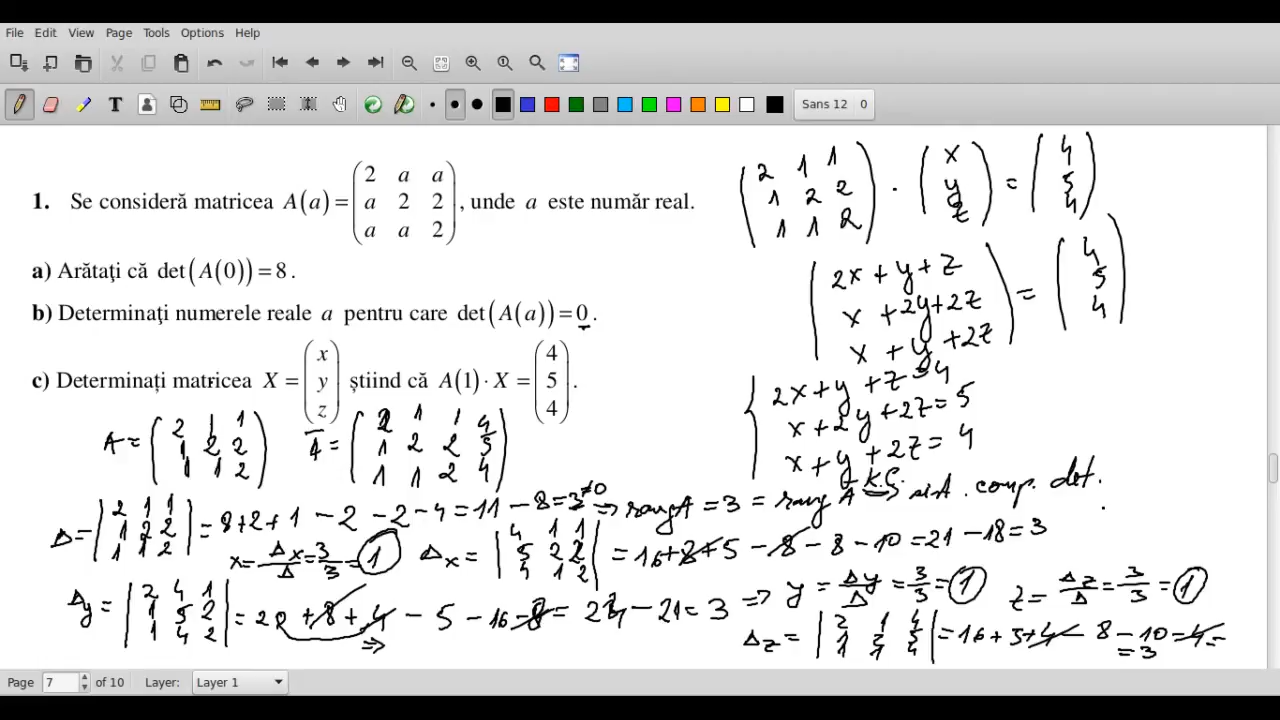 File Edit View Page Tools Options Help
Sans 12 0
1. Se consideră matricea A(a) = (2 a a
a 2 2
a a 2), unde a este număr real.
a) Arătați că det(A(0)) = 8.
b) Determinați numerele reale a pentru care det(A(a)) = 0.
c) Determinați matricea X = (x
y
z) știind că A(1) · X = (4
5
4).
(2 1 1
1 2 2
1 1 2) · (x
y
z) = (4
5
4)
(2x + y + z
x + 2y + 2z
x + y + 2z) = (4
5
4)
{2x + y + z = 4
x + 2y + 2z = 5
x + y + 2z = 4
A = (2 1 1
1 2 2
1 1 2) Ā = (2 1 1 4
1 2 2 5
1 1 2 4)
Δ = |2 1 1
1 2 2
1 1 2| = 8 + 2 + 1 - 2 - 2 - 4 = 11 - 8 = 3 ≠ 0 => rang A = 3 = rang Ā K.C. => sist. comp. det.
x = Δx/Δ = 3/3 = 1 Δx = |4 1 1
5 2 2
4 1 2| = 16 + 8 + 5 - 8 - 8 - 10 = 21 - 18 = 3
Δy = |2 4 1
1 5 2
1 4 2| = 20 + 8 + 4 - 5 - 16 - 8 = 24 - 21 = 3 => y = Δy/Δ = 3/3 = 1 z = Δz/Δ = 3/3 = 1
=>
Δz = |2 1 4
1 2 5
1 1 4| = 16 + 5 + 4 - 8 - 10 - 4 =
= 3
Page 7 of 10 Layer: Layer 1